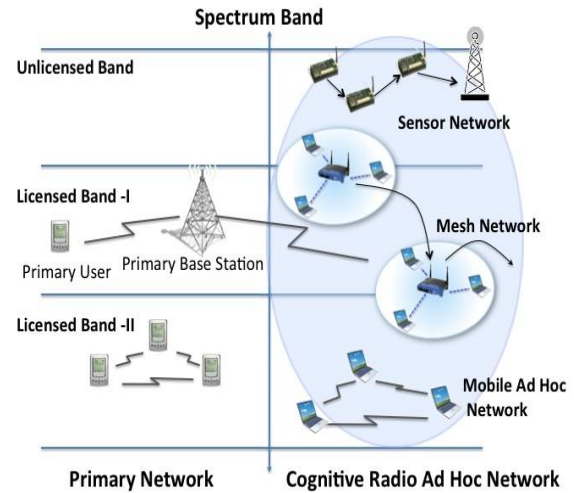 Spectrum Band
Unlicensed Band
Sensor Network
Licensed Band -I
Mesh Network
Primary User
Primary Base Station
Licensed Band -II
Mobile Ad Hoc
Network
Primary Network
Cognitive Radio Ad Hoc Network